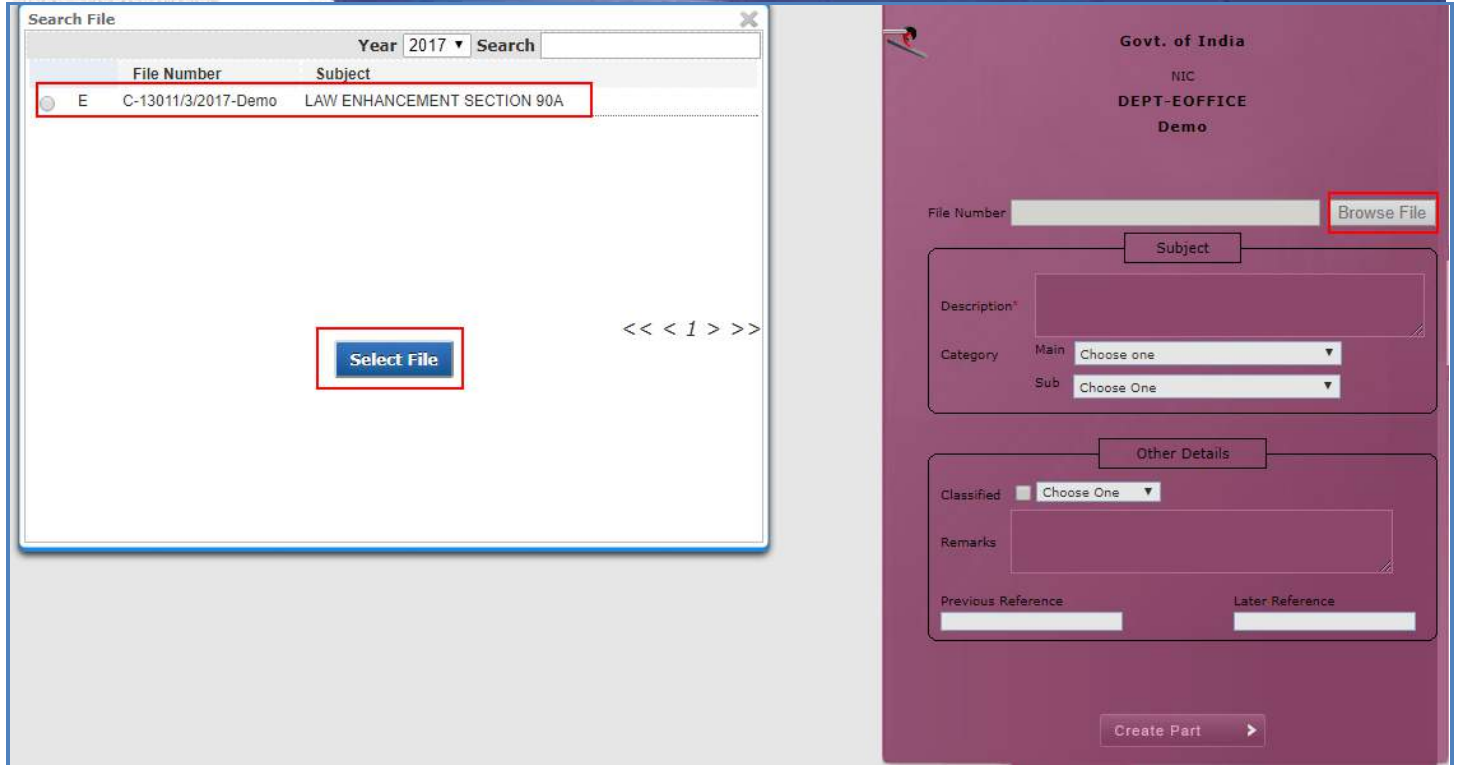 Search File
Year 2017 Search
File Number Subject
E C-13011/3/2017-Demo LAW ENHANCEMENT SECTION 90A
<< < 1 > >>
Select File
Govt. of India
NIC
DEPT-EOFFICE
Demo
File Number Browse File
Subject
Description*
Category Main Choose one
Sub Choose One
Other Details
Classified Choose One
Remarks
Previous Reference Later Reference
Create Part >